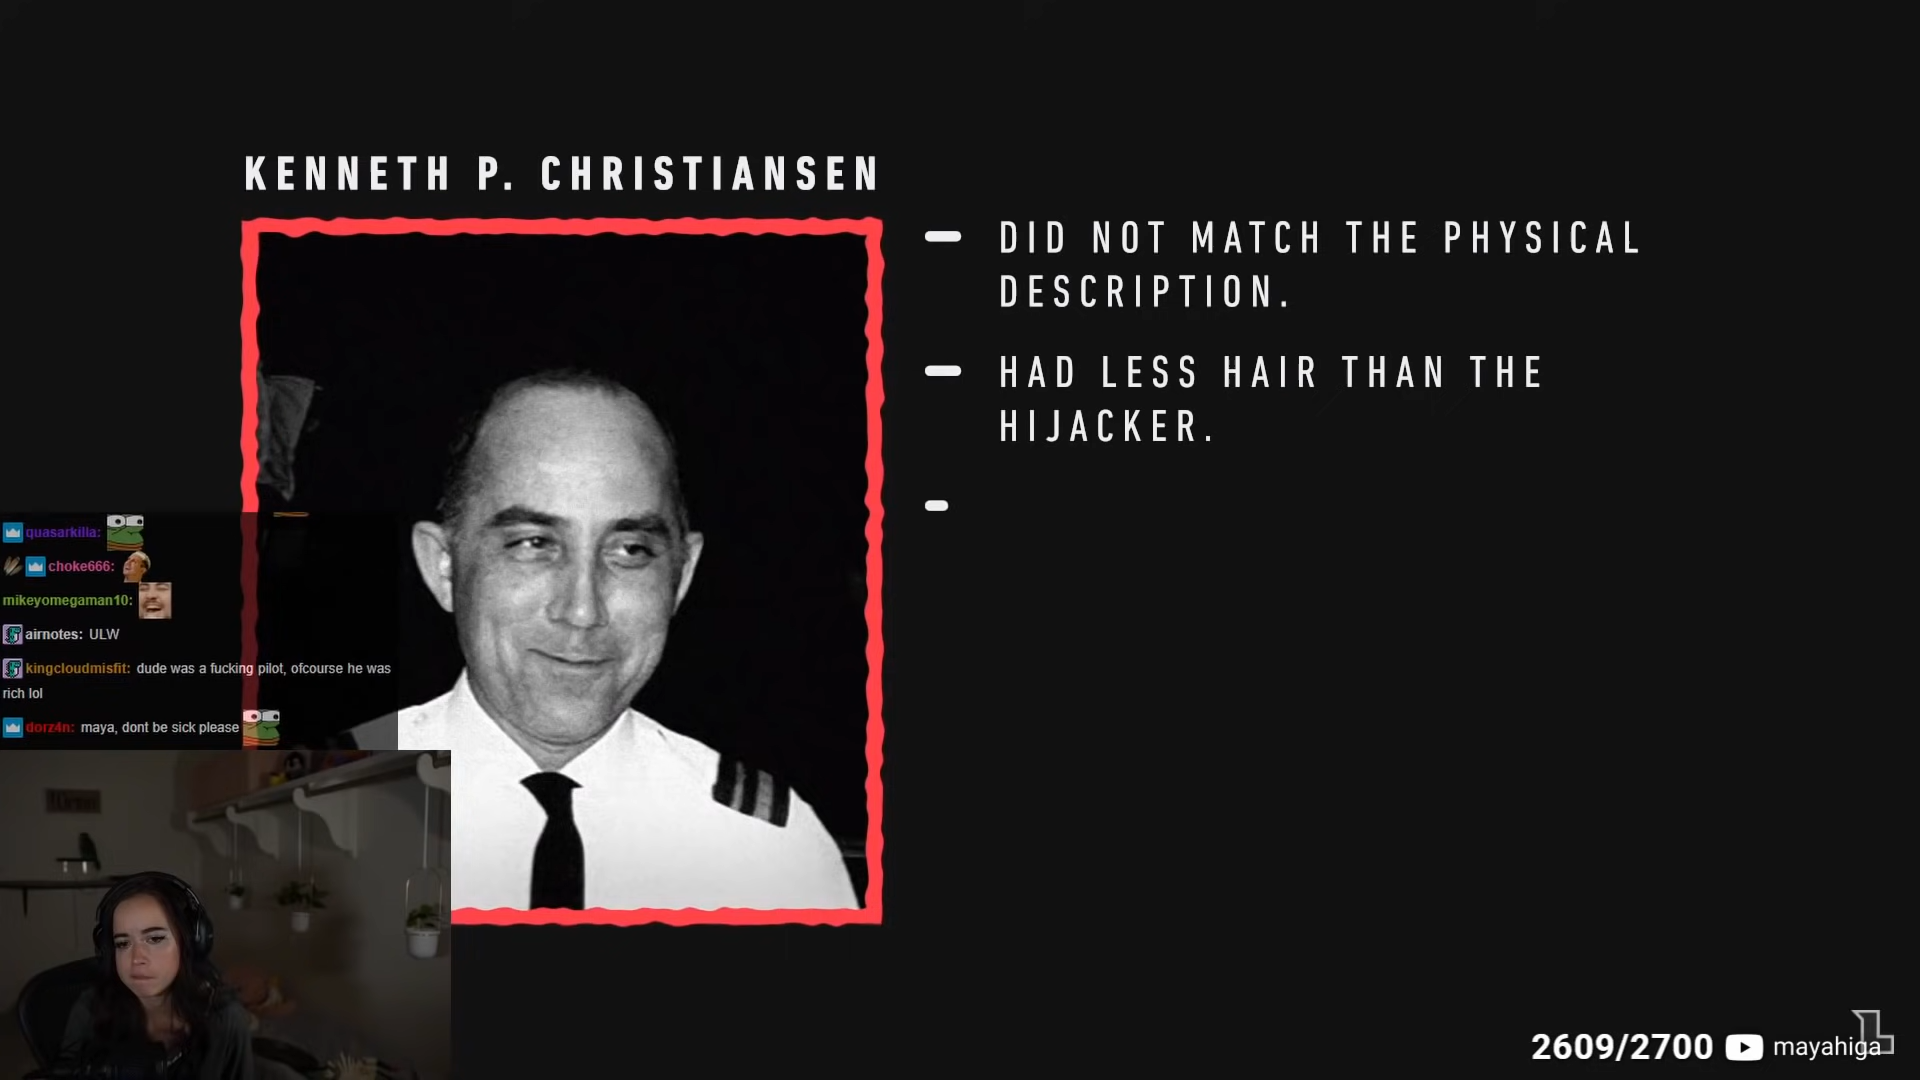 KENNETH P. CHRISTIANSEN
DID NOT MATCH THE PHYSICAL
DESCRIPTION.
HAD LESS HAIR THAN THE
HIJACKER.
quasarkilla:
choke666:
mikeyomegaman10:
airnotes: ULW
kingcloudmisfit: dude was a fucking pilot, ofcourse he was
rich lol
dorz4n: maya, dont be sick please
2609/2700 mayahiga